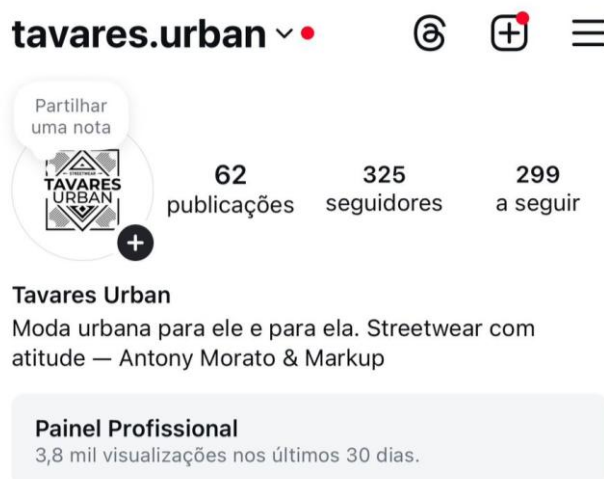 tavares.urban
Partilhar
uma nota
STREETWEAR
TAVARES
URBAN
62
publicações
325
seguidores
299
a seguir
Tavares Urban
Moda urbana para ele e para ela. Streetwear com
atitude — Antony Morato & Markup
Painel Profissional
3,8 mil visualizações nos últimos 30 dias.